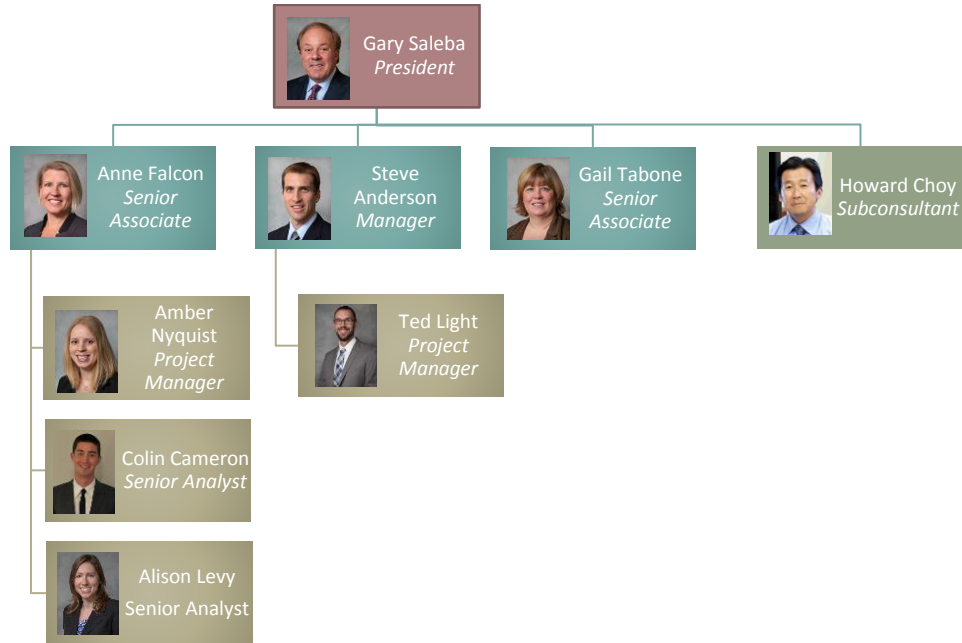 Gary Saleba
President
Anne Falcon
Senior
Associate
Steve
Anderson
Manager
Gail Tabone
Senior
Associate
Howard Choy
Subconsultant
Amber
Nyquist
Project
Manager
Ted Light
Project
Manager
Colin Cameron
Senior Analyst
Alison Levy
Senior Analyst